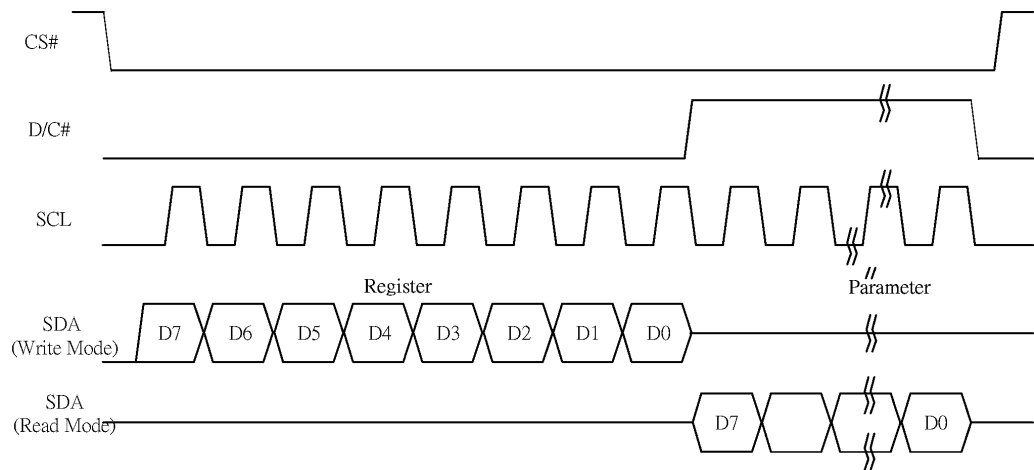 CS#
D/C#
SCL
Register Parameter
SDA
(Write Mode)
D7 D6 D5 D4 D3 D2 D1 D0
SDA
(Read Mode)
D7 D0